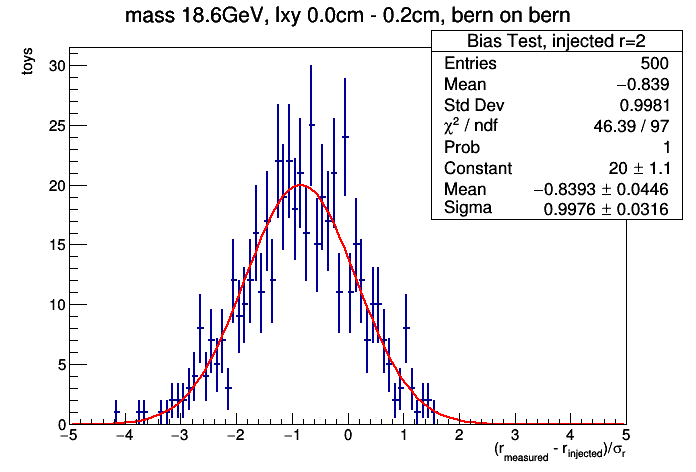 mass 18.6GeV, lxy 0.0cm - 0.2cm, bern on bern
Bias Test, injected r=2
Entries 500
Mean −0.839
Std Dev 0.9981
χ² / ndf 46.39 / 97
Prob 1
Constant 20 ± 1.1
Mean −0.8393 ± 0.0446
Sigma 0.9976 ± 0.0316
toys
30
25
20
15
10
5
0
−5 −4 −3 −2 −1 0 1 2 3 4 5
(r_measured - r_injected)/σ_r